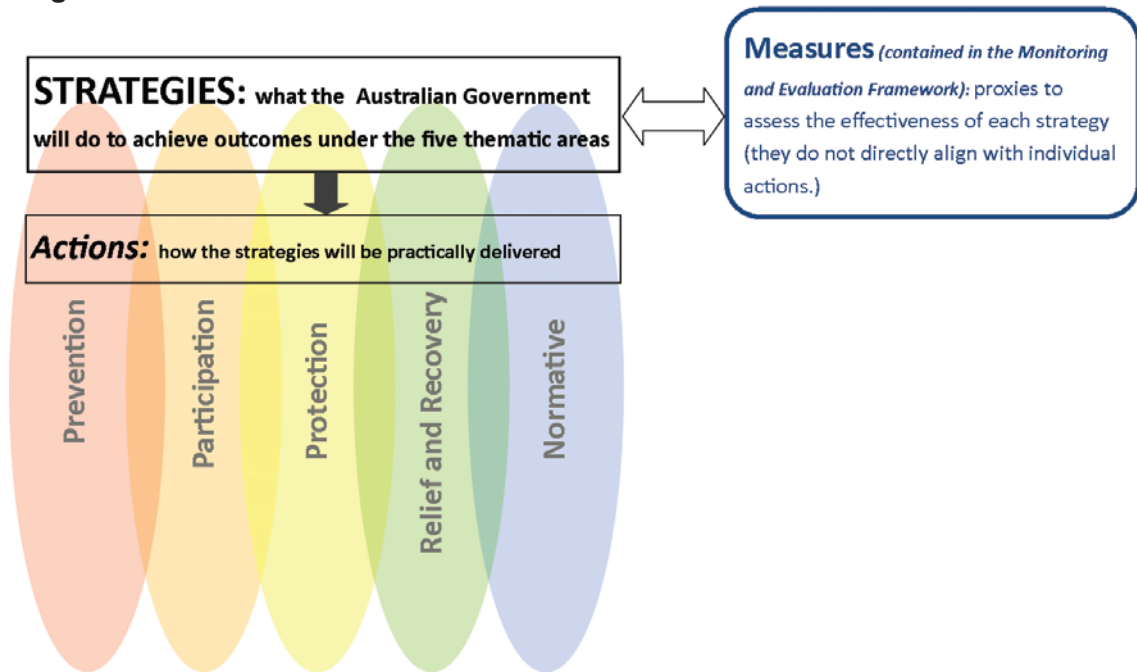 STRATEGIES: what the Australian Government
will do to achieve outcomes under the five thematic areas
Measures (contained in the Monitoring
and Evaluation Framework): proxies to
assess the effectiveness of each strategy
(they do not directly align with individual
actions.)
Actions: how the strategies will be practically delivered
Prevention
Participation
Protection
Relief and Recovery
Normative